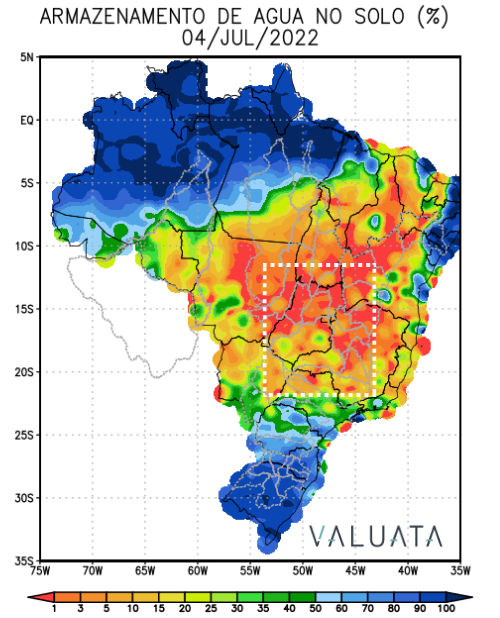 ARMAZENAMENTO DE AGUA NO SOLO (%)
04/JUL/2022
5N
EQ
5S
10S
15S
20S
25S
30S
35S
VALUATA
75W 70W 65W 60W 55W 50W 45W 40W 35W
1 3 5 10 15 20 25 35 40 50 60 70 80 90 100